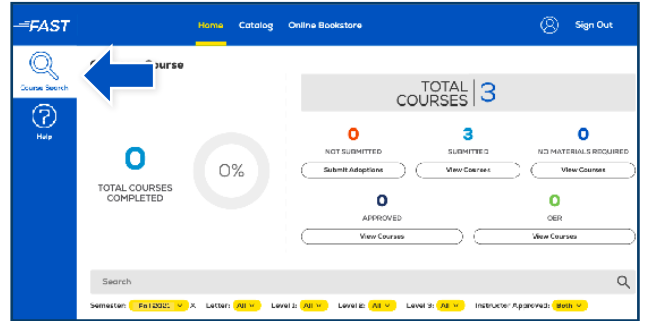 FAST
Home Catalog Online Bookstore Sign Out
Course Search
Course
Help
TOTAL COURSES 3
0
NOT SUBMITTED
Submit Adoptions
3
SUBMITTED
View Courses
0
NO MATERIALS REQUIRED
View Courses
0
TOTAL COURSES
COMPLETED
0%
0
APPROVED
View Courses
0
OER
View Courses
Search
Semester: Fall 2021 X Letter: All Level 1: All Level 2: All Level 3: All Instructor Approved: Both